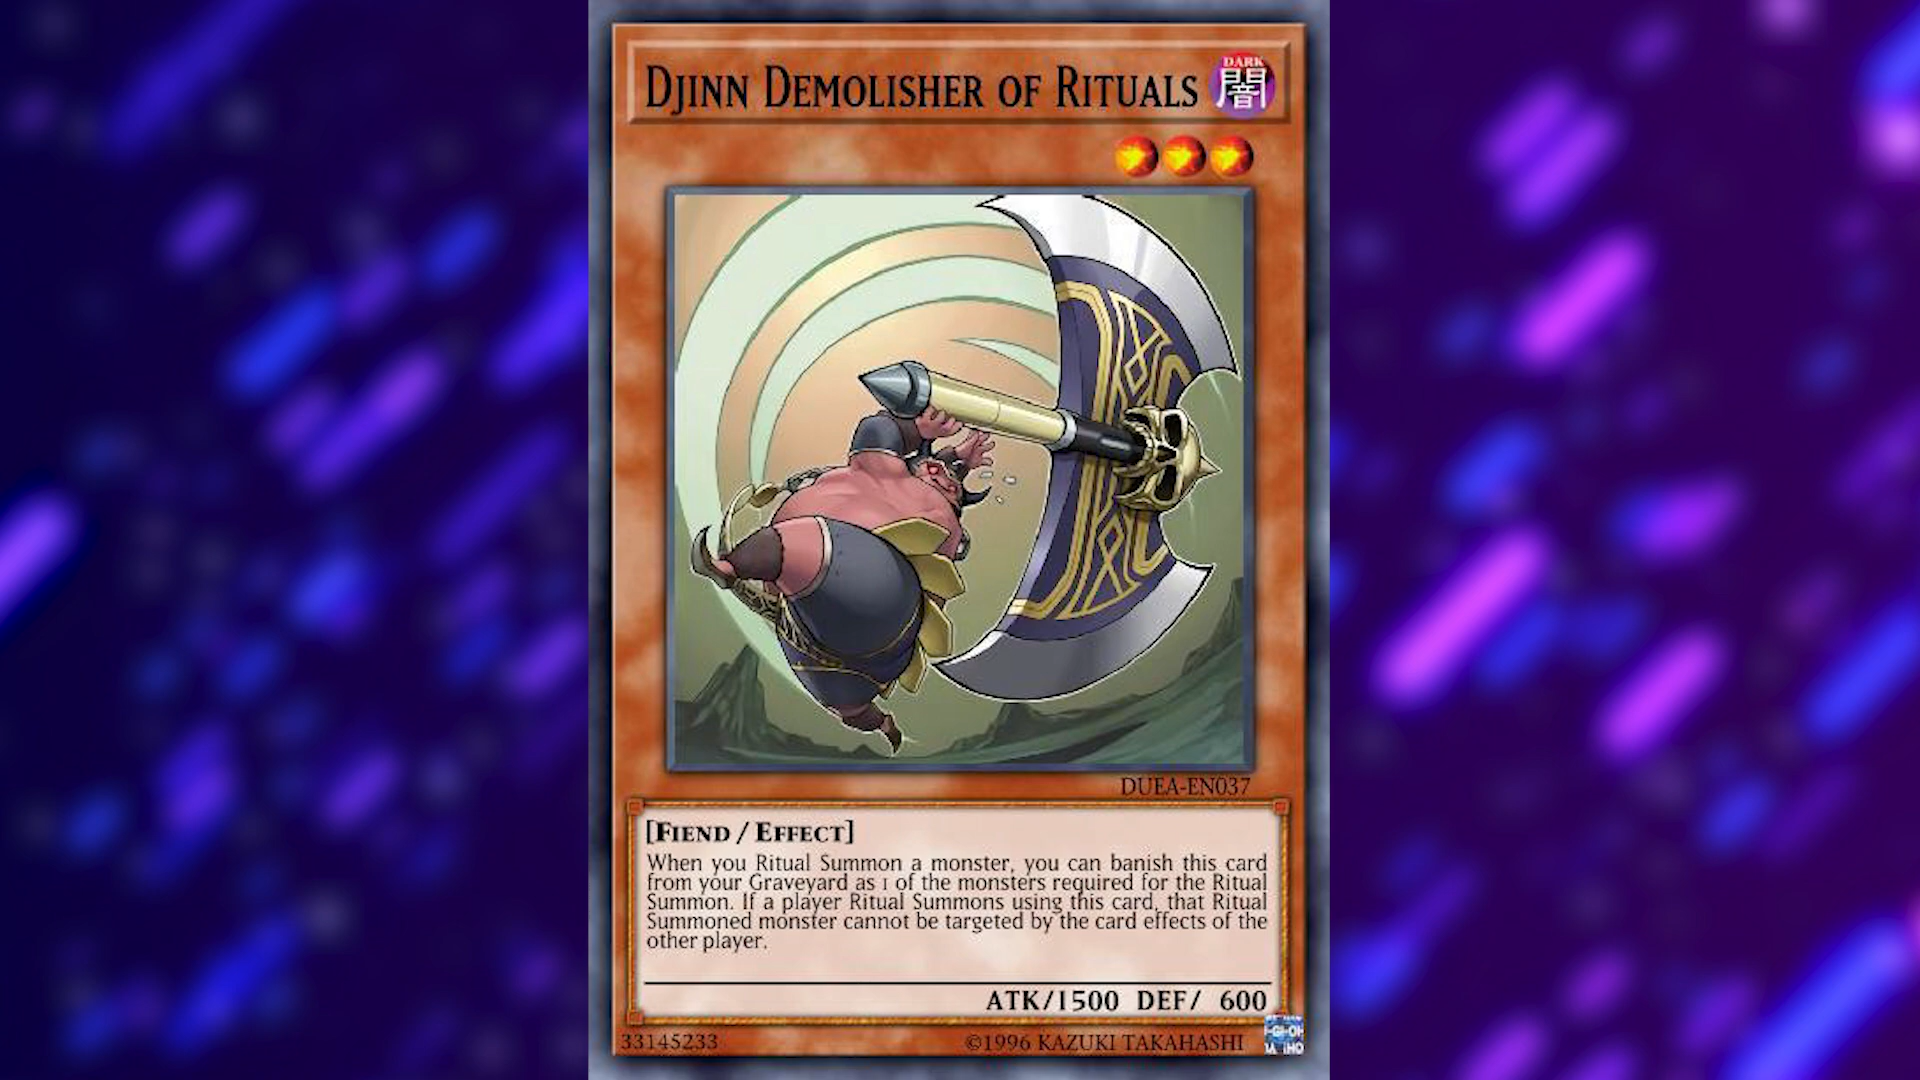 Djinn Demolisher of Rituals
DARK
闇
DUEA-EN037
[Fiend / Effect]
When you Ritual Summon a monster, you can banish this card
from your Graveyard as 1 of the monsters required for the Ritual
Summon. If a player Ritual Summons using this card, that Ritual
Summoned monster cannot be targeted by the card effects of the
other player.
ATK/1500 DEF/ 600
33145233
©1996 KAZUKI TAKAHASHI